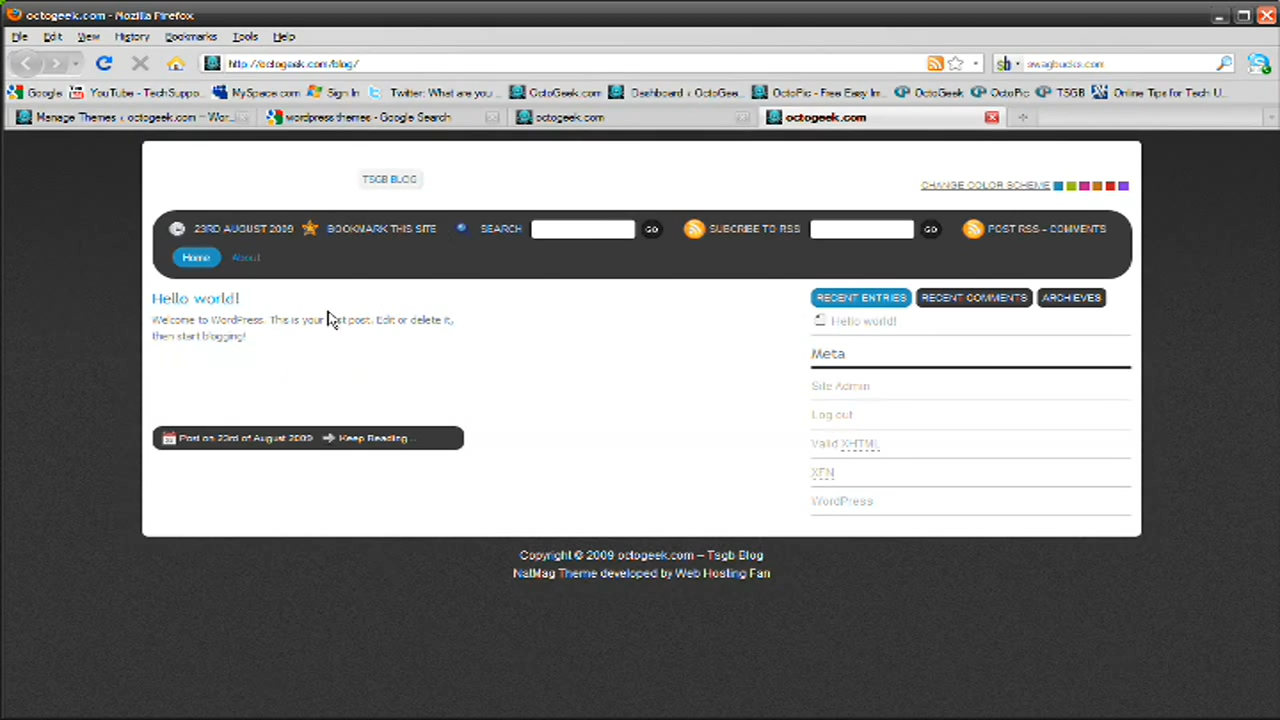 octogeek.com - Mozilla Firefox
File Edit View History Bookmarks Tools Help
http://octogeek.com/blog/
swagbucks.com
Google YouTube - TechSuppo... MySpace.com Sign In Twitter: What are you ... OctoGeek.com Dashboard ‹ OctoGee... OctoPic - Free Easy Im... OctoGeek OctoPic TSGB Online Tips for Tech U...
Manage Themes ‹ octogeek.com — Wor... wordpress themes - Google Search octogeek.com octogeek.com
TSGB BLOG
CHANGE COLOR SCHEME
23RD AUGUST 2009 BOOKMARK THIS SITE SEARCH GO SUBCRIBE TO RSS GO POST RSS - COMMENTS
Home About
Hello world!
Welcome to WordPress. This is your post. Edit or delete it,
then start blogging!
Post on 23rd of August 2009 Keep Reading...
RECENT ENTRIES RECENT COMMENTS ARCHIEVES
Hello world!
Meta
Site Admin
Log out
Valid XHTML
XFN
WordPress
Copyright © 2009 octogeek.com – Tsgb Blog
NatMag Theme developed by Web Hosting Fan